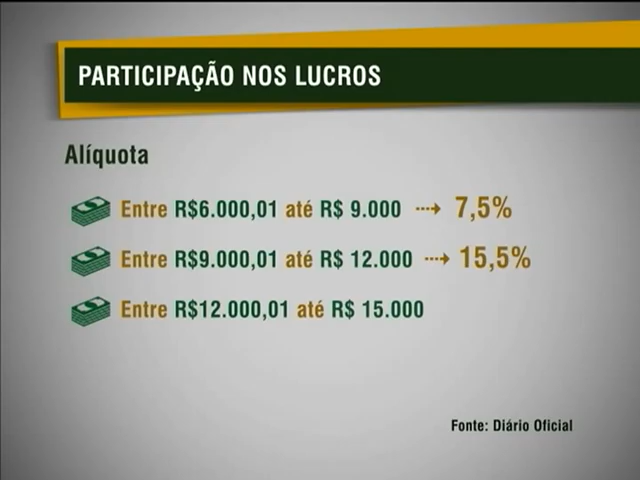 PARTICIPAÇÃO NOS LUCROS
Alíquota
Entre R$6.000,01 até R$ 9.000 ⇢ 7,5%
Entre R$9.000,01 até R$ 12.000 ⇢ 15,5%
Entre R$12.000,01 até R$ 15.000
Fonte: Diário Oficial